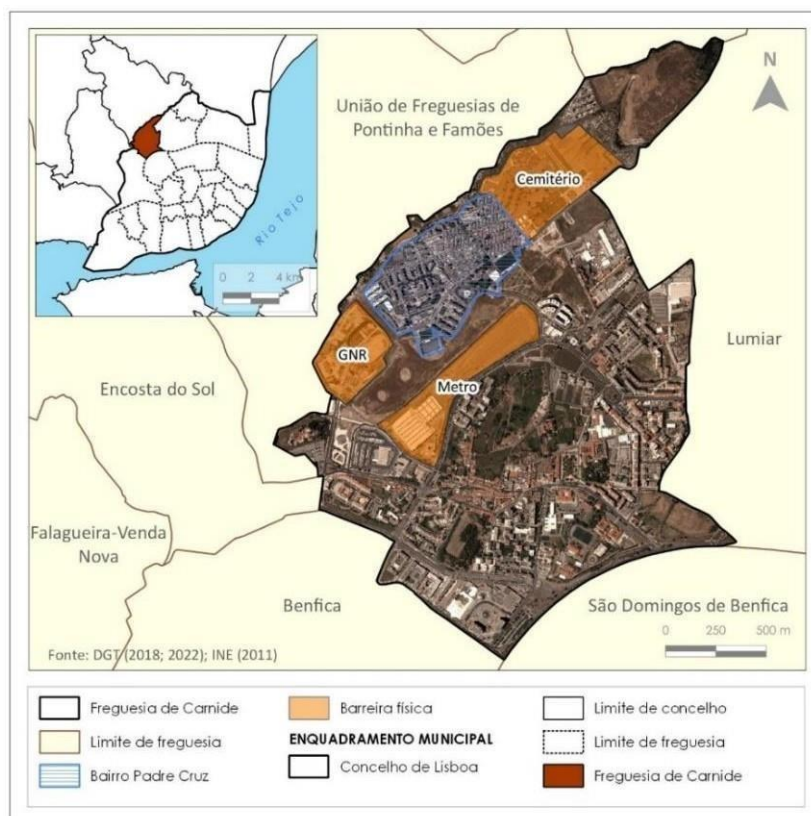 Rio Tejo
0 2 4 km
N
União de Freguesias de
Pontinha e Famões
Cemitério
GNR
Metro
Lumiar
Encosta do Sol
Falagueira-Venda
Nova
Benfica
São Domingos de Benfica
0 250 500 m
Fonte: DGT (2018; 2022); INE (2011)
Freguesia de Carnide
Barreira física
Limite de concelho
Limite de freguesia
ENQUADRAMENTO MUNICIPAL
Limite de freguesia
Bairro Padre Cruz
Concelho de Lisboa
Freguesia de Carnide